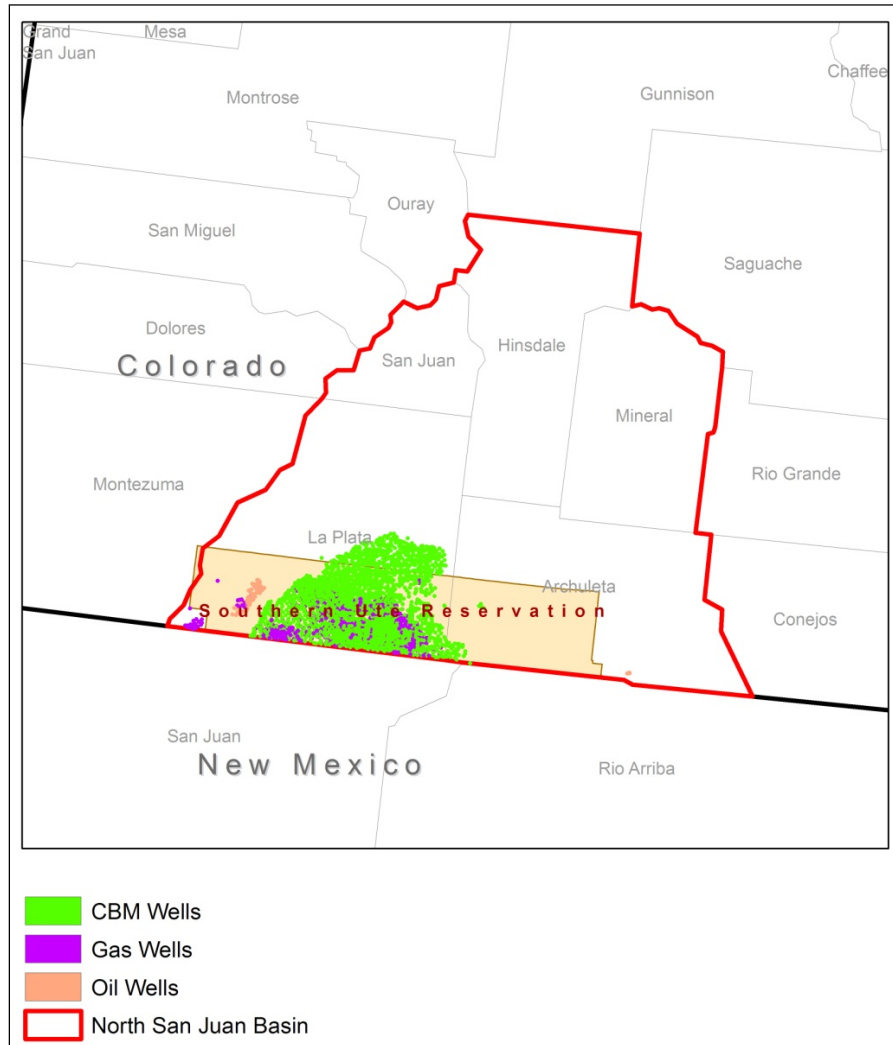 Grand
Mesa
San Juan
Chaffee
Montrose
Gunnison
Ouray
San Miguel
Saguache
Dolores
Colorado
San Juan
Hinsdale
Mineral
Rio Grande
Montezuma
La Plata
Archuleta
Southern Ute Reservation
Conejos
San Juan
New Mexico
Rio Arriba
CBM Wells
Gas Wells
Oil Wells
North San Juan Basin